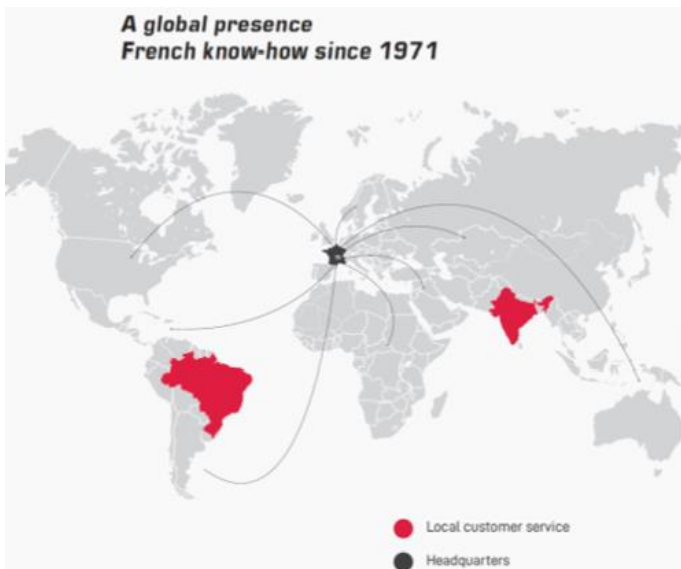 A global presence
French know-how since 1971
Local customer service
Headquarters